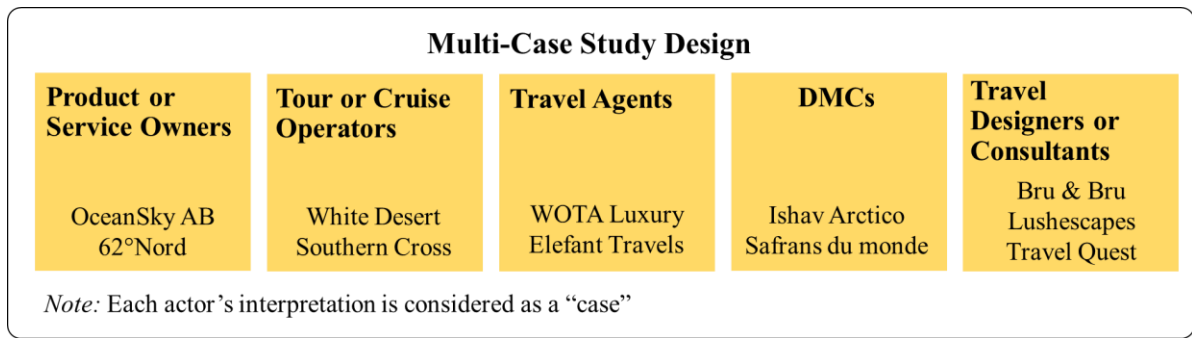 Multi-Case Study Design
Product or
Service Owners
OceanSky AB
62°Nord
Tour or Cruise
Operators
White Desert
Southern Cross
Travel Agents
WOTA Luxury
Elefant Travels
DMCs
Ishav Arctico
Safrans du monde
Travel
Designers or
Consultants
Bru & Bru
Lushescapes
Travel Quest
Note: Each actor's interpretation is considered as a “case”